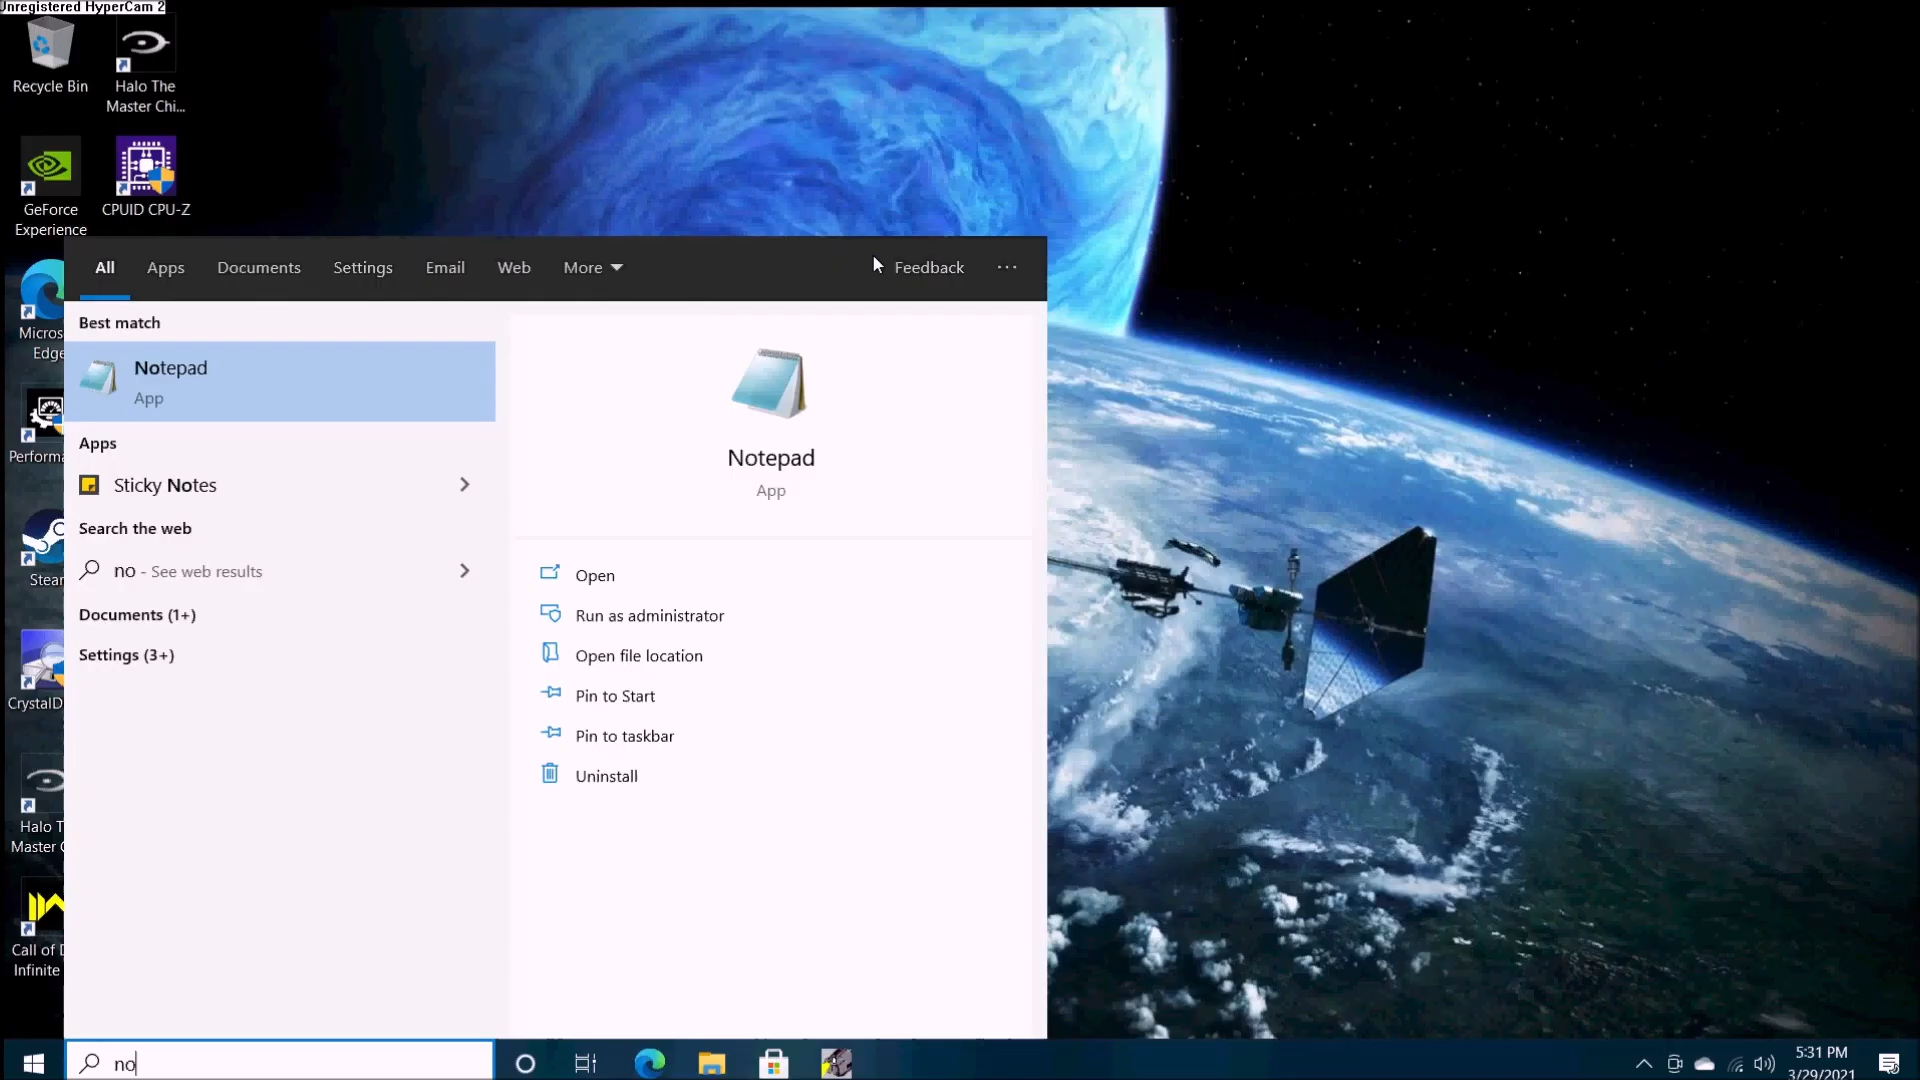 Unregistered HyperCam 2
Recycle Bin
Halo The
Master Chi...
GeForce
Experience
CPUID CPU-Z
Micros
Edge
Performa
Stear
CrystalD
Halo T
Master C
Call of D
Infinite
All
Apps
Documents
Settings
Email
Web
More
Feedback
Best match
Notepad
App
Apps
Sticky Notes
Search the web
no - See web results
Documents (1+)
Settings (3+)
Notepad
App
Open
Run as administrator
Open file location
Pin to Start
Pin to taskbar
Uninstall
no
5:31 PM
3/29/2021